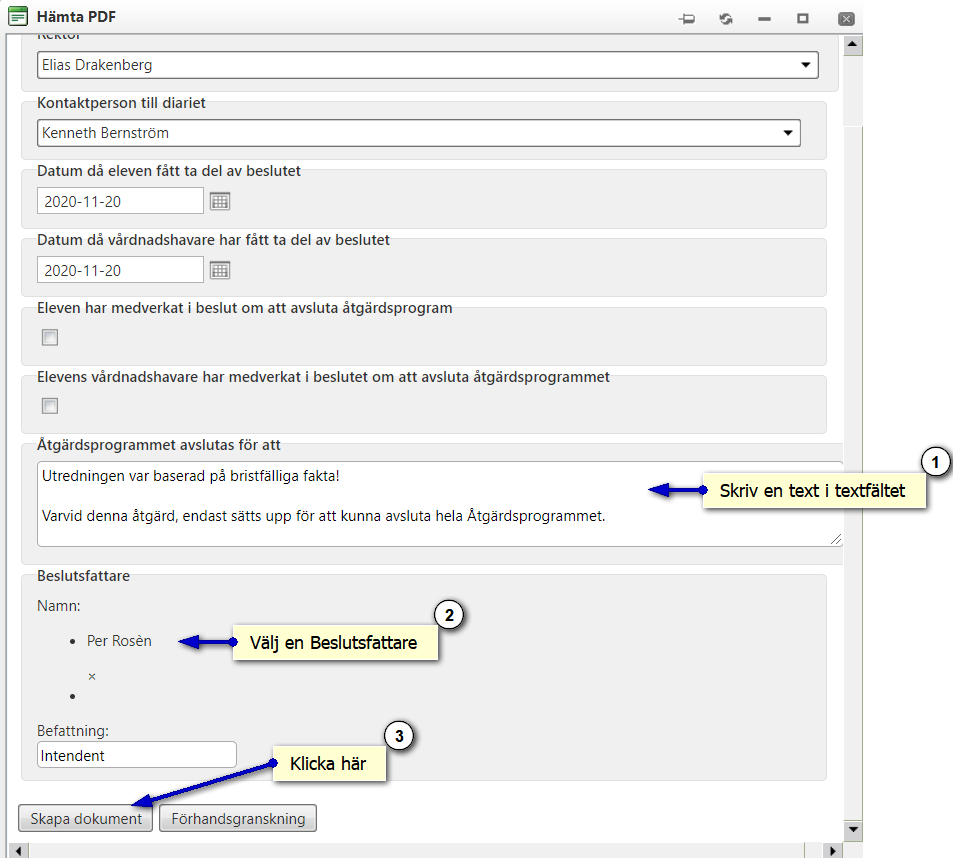 Hämta PDF
Rektor
Elias Drakenberg
Kontaktperson till diariet
Kenneth Bernström
Datum då eleven fått ta del av beslutet
2020-11-20
Datum då vårdnadshavare har fått ta del av beslutet
2020-11-20
Eleven har medverkat i beslut om att avsluta åtgärdsprogram
Elevens vårdnadshavare har medverkat i beslutet om att avsluta åtgärdsprogrammet
Åtgärdsprogrammet avslutas för att
Utredningen var baserad på bristfälliga fakta!
1
Skriv en text i textfältet
Varvid denna åtgärd, endast sätts upp för att kunna avsluta hela Åtgärdsprogrammet.
Beslutsfattare
Namn:
2
Per Rosèn
Välj en Beslutsfattare
×
Befattning:
3
Intendent
Klicka här
Skapa dokument
Förhandsgranskning